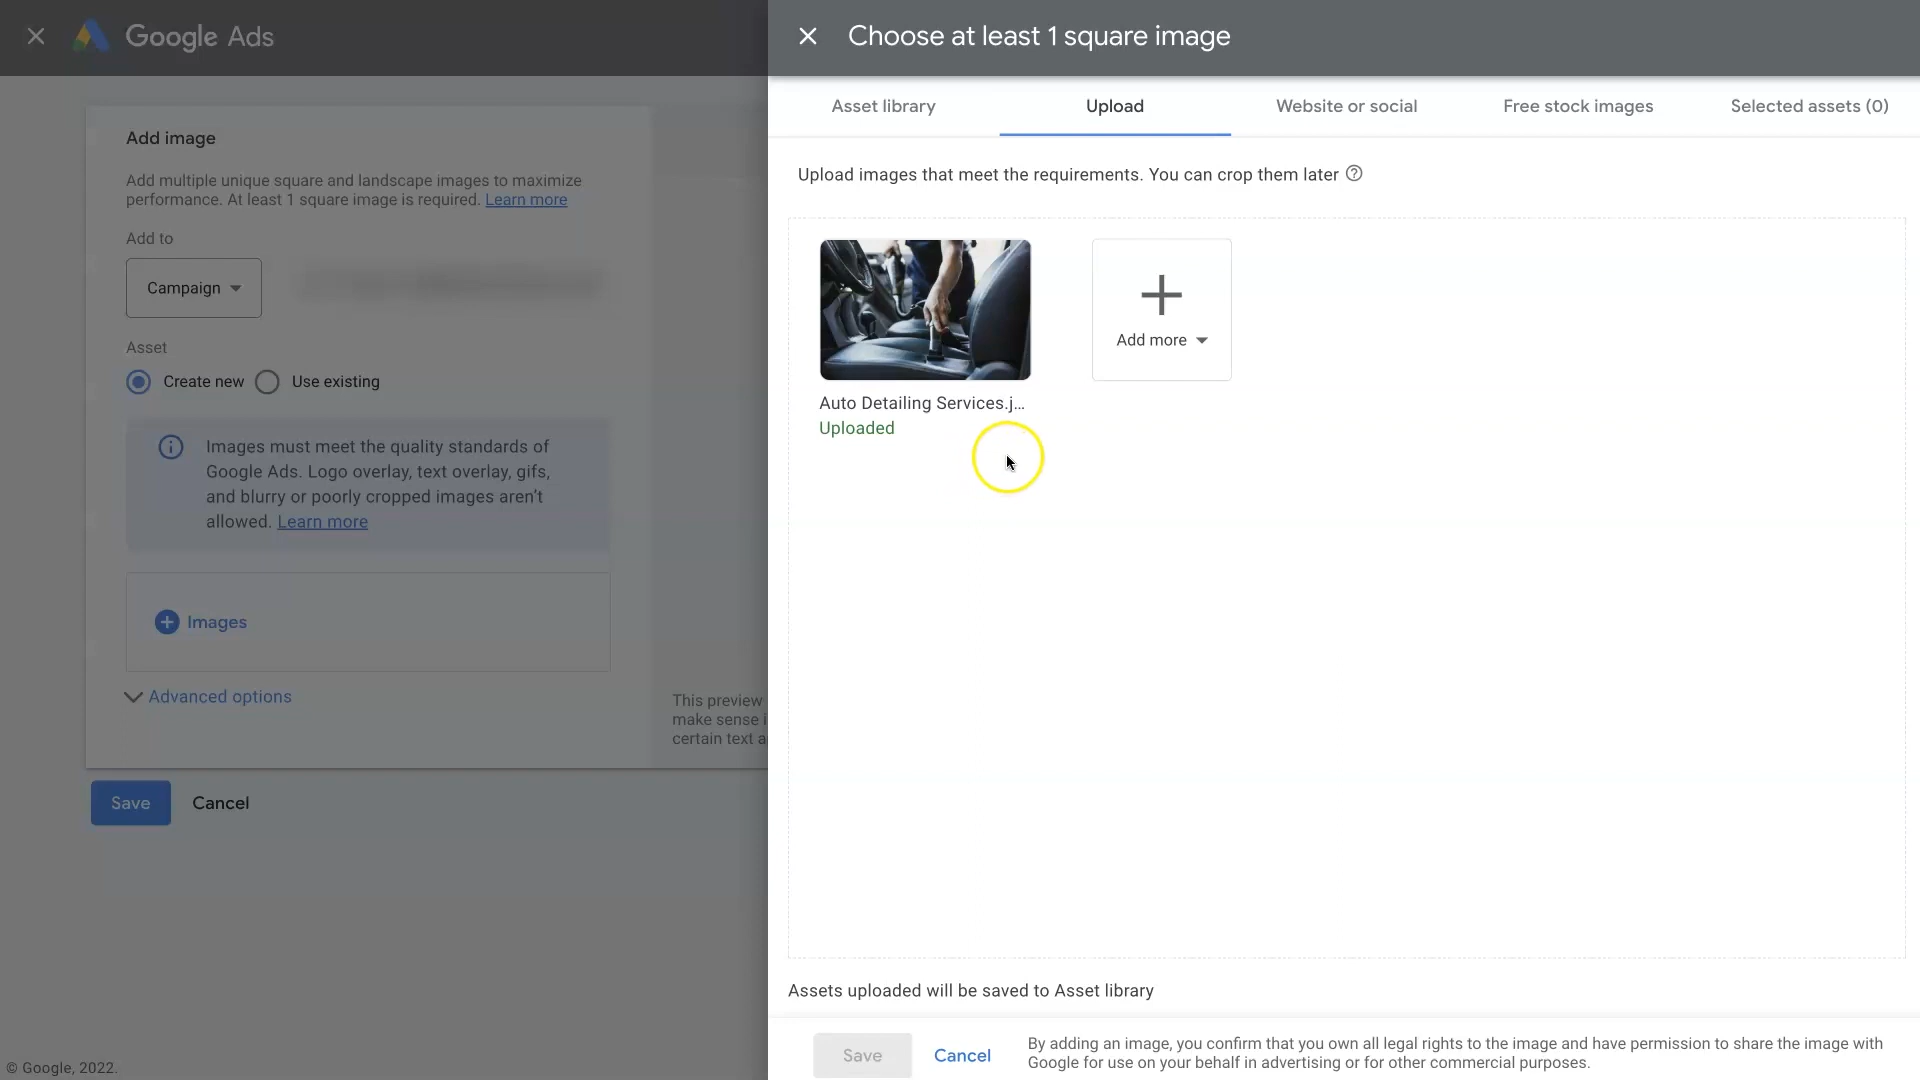 Google Ads
Add image
Add multiple unique square and landscape images to maximize
performance. At least 1 square image is required. Learn more
Add to
Campaign
Asset
Create new
Use existing
Images must meet the quality standards of
Google Ads. Logo overlay, text overlay, gifs,
and blurry or poorly cropped images aren't
allowed. Learn more
Images
Advanced options
This preview
make sense i
certain text a
Save
Cancel
© Google, 2022.
Choose at least 1 square image
Asset library
Upload
Website or social
Free stock images
Selected assets (0)
Upload images that meet the requirements. You can crop them later
Auto Detailing Services.j...
Uploaded
Add more
Assets uploaded will be saved to Asset library
Save
Cancel
By adding an image, you confirm that you own all legal rights to the image and have permission to share the image with
Google for use on your behalf in advertising or for other commercial purposes.